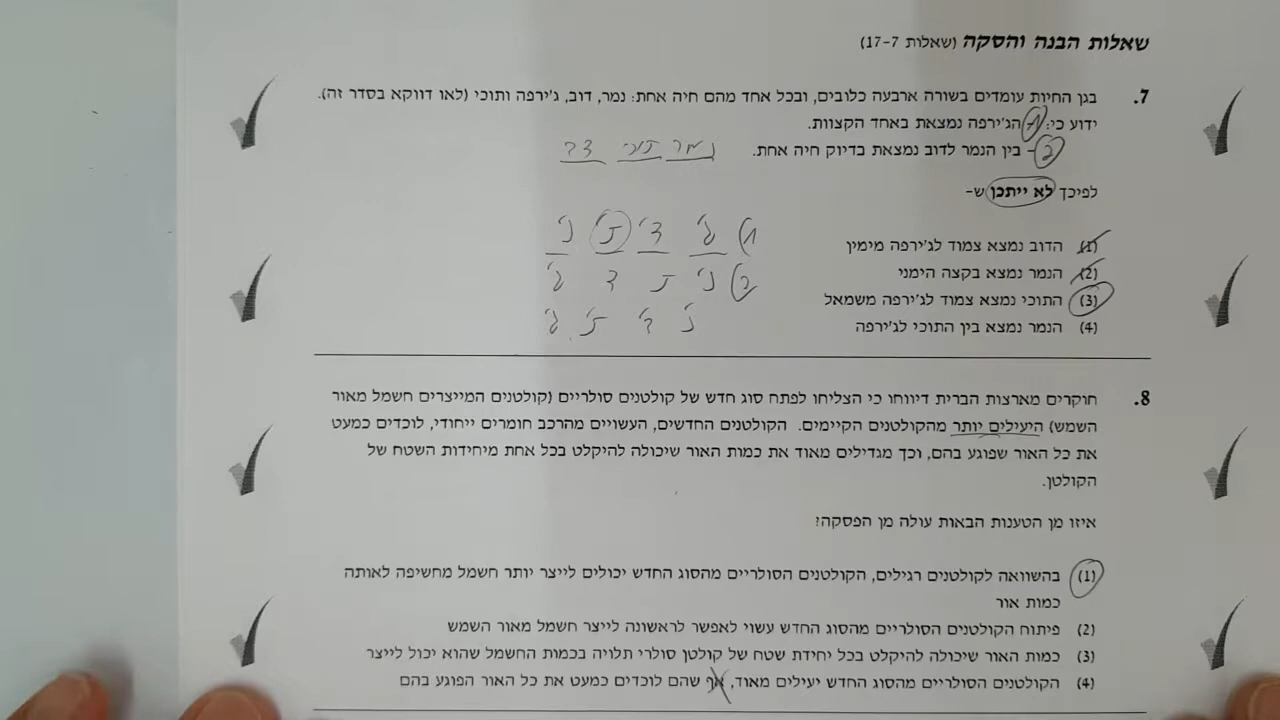 שאלות הבנה והסקה (שאלות 7-17)
7. בגן החיות עומדים בשורה ארבעה כלובים, ובכל אחד מהם חיה אחת: נמר, דוב, ג'ירפה ותוכי (לאו דווקא בסדר זה).
ידוע כי: 1- הג'ירפה נמצאת באחד הקצוות.
2- בין הנמר לדוב נמצאת בדיוק חיה אחת. נמר תוכי דב
לפיכך לא ייתכן ש-
1) ג' ד' ת' נ'
(1) הדוב נמצא צמוד לג'ירפה מימין
(2) הנמר נמצא בקצה הימני 2) נ' ת ד ג'
(3) התוכי נמצא צמוד לג'ירפה משמאל
(4) הנמר נמצא בין התוכי לג'ירפה נ' ד' ת' ג'
8. חוקרים מארצות הברית דיווחו כי הצליחו לפתח סוג חדש של קולטנים סולריים (קולטנים המייצרים חשמל מאור
השמש) היעילים יותר מהקולטנים הקיימים. הקולטנים החדשים, העשויים מהרכב חומרים ייחודי, לוכדים כמעט
את כל האור שפוגע בהם, וכך מגדילים מאוד את כמות האור שיכולה להיקלט בכל אחת מיחידות השטח של
הקולטן.
איזו מן הטענות הבאות עולה מן הפסקה?
(1) בהשוואה לקולטנים רגילים, הקולטנים הסולריים מהסוג החדש יכולים לייצר יותר חשמל מחשיפה לאותה
כמות אור
(2) פיתוח הקולטנים הסולריים מהסוג החדש עשוי לאפשר לראשונה לייצר חשמל מאור השמש
(3) כמות האור שיכולה להיקלט בכל יחידת שטח של קולטן סולרי תלויה בכמות החשמל שהוא יכול לייצר
(4) הקולטנים הסולריים מהסוג החדש יעילים מאוד, אף שהם לוכדים כמעט את כל האור הפוגע בהם